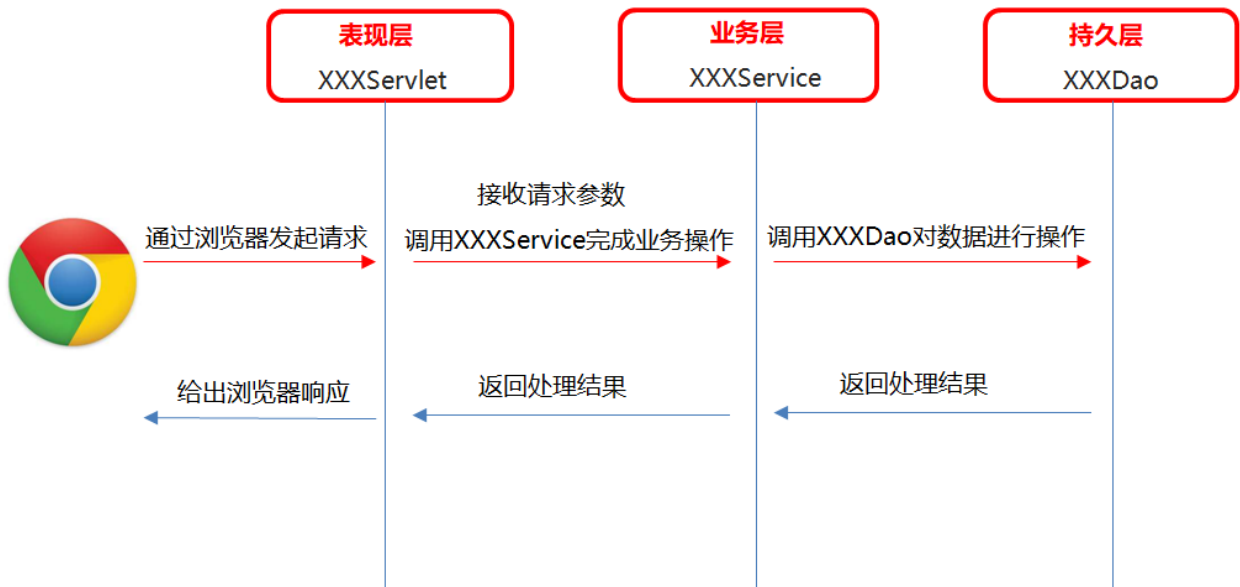 表现层
XXXServlet
业务层
XXXService
持久层
XXXDao
接收请求参数
通过浏览器发起请求
调用XXXService完成业务操作
调用XXXDao对数据进行操作
给出浏览器响应
返回处理结果
返回处理结果